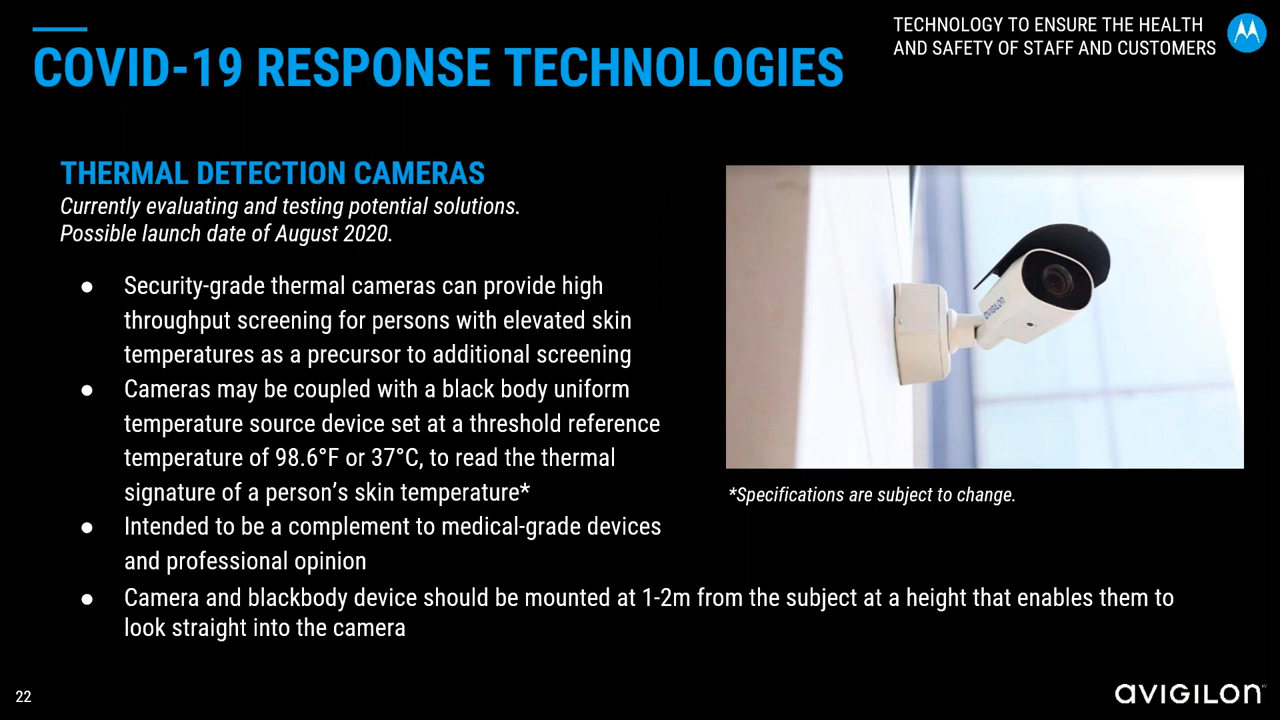 TECHNOLOGY TO ENSURE THE HEALTH
AND SAFETY OF STAFF AND CUSTOMERS
COVID-19 RESPONSE TECHNOLOGIES
THERMAL DETECTION CAMERAS
Currently evaluating and testing potential solutions.
Possible launch date of August 2020.
● Security-grade thermal cameras can provide high
throughput screening for persons with elevated skin
temperatures as a precursor to additional screening
● Cameras may be coupled with a black body uniform
temperature source device set at a threshold reference
temperature of 98.6°F or 37°C, to read the thermal
signature of a person’s skin temperature*
● Intended to be a complement to medical-grade devices
and professional opinion
● Camera and blackbody device should be mounted at 1-2m from the subject at a height that enables them to
look straight into the camera
AVIGILON
*Specifications are subject to change.
22
AVIGILON